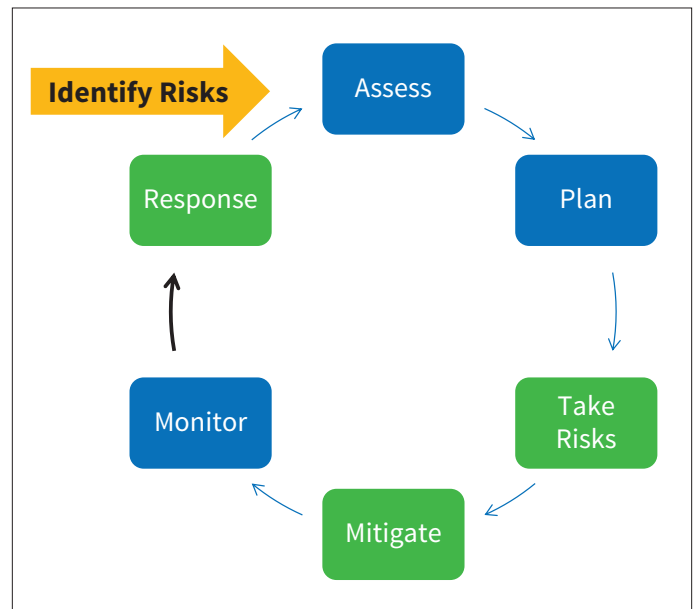 Identify Risks
Assess
Plan
Take
Risks
Mitigate
Monitor
Response